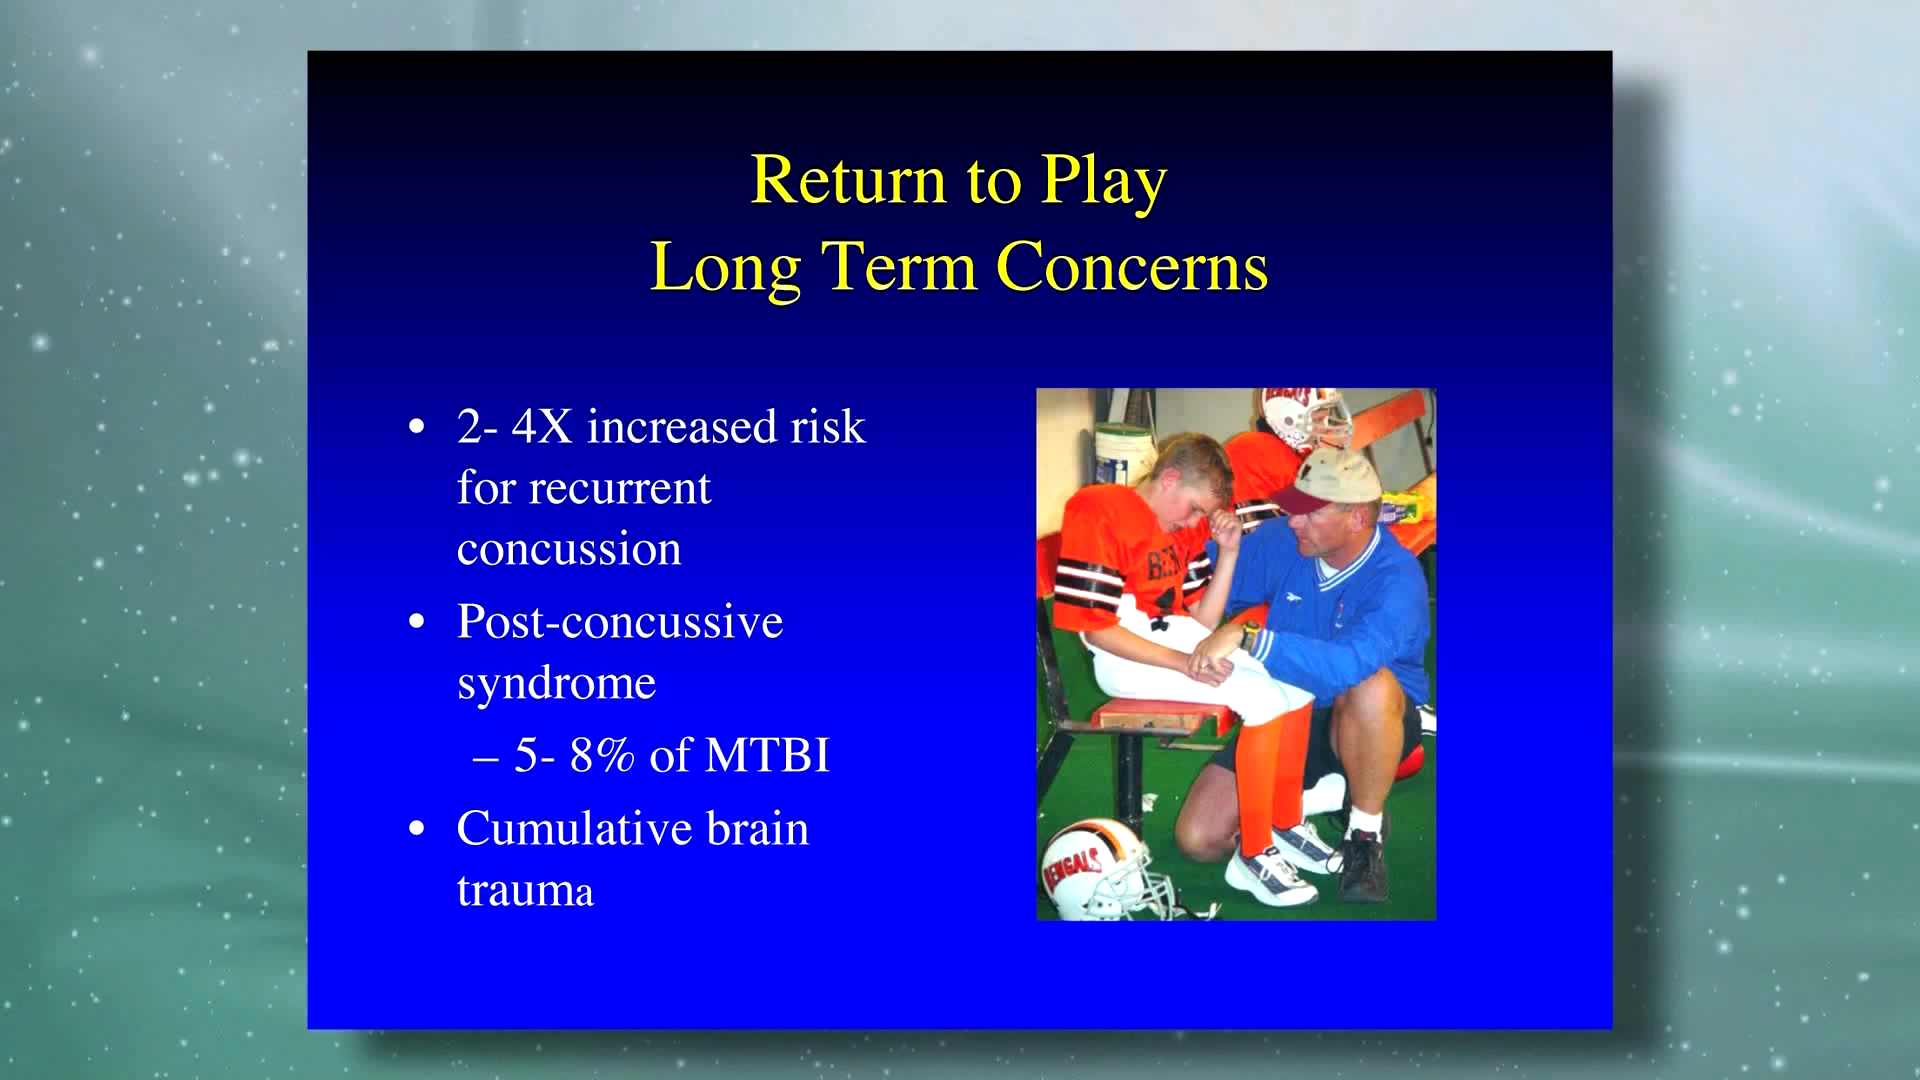 Return to Play
Long Term Concerns
• 2- 4X increased risk
for recurrent
concussion
• Post-concussive
syndrome
– 5- 8% of MTBI
• Cumulative brain
trauma
BENGALS